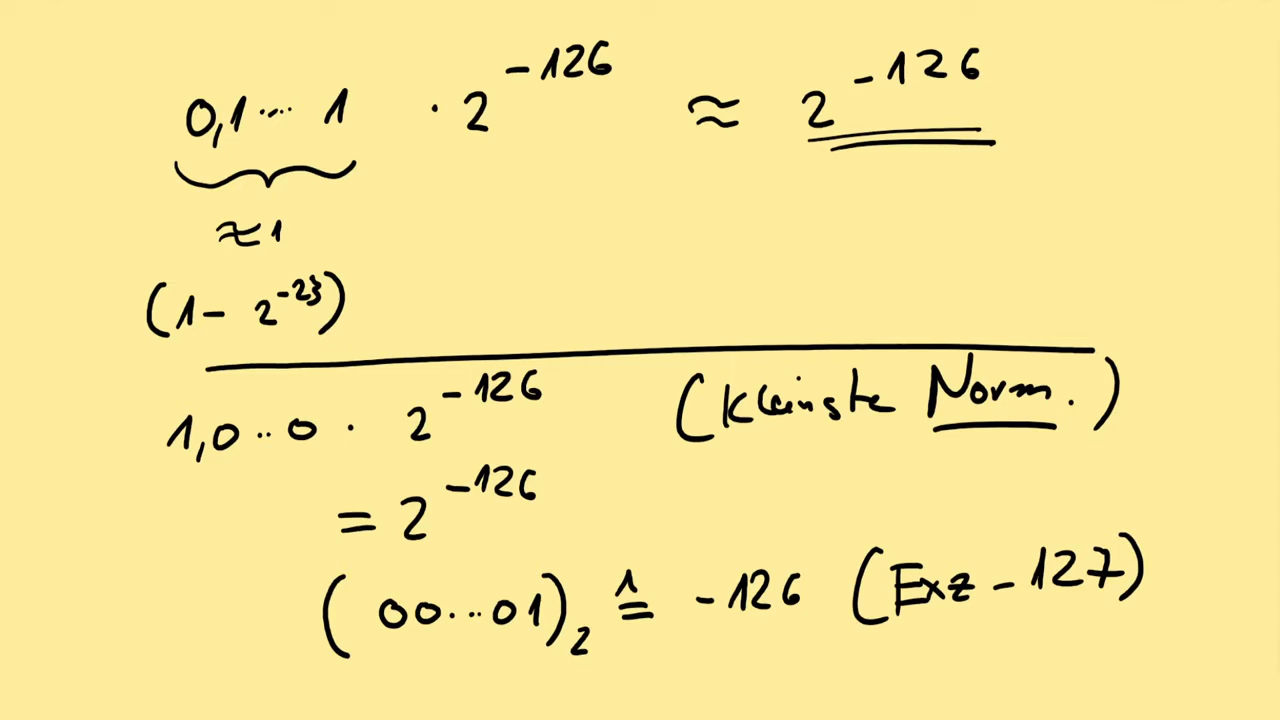 0,1···· 1 · 2^-126 ≈ 2^-126
≈1
(1 - 2^-23)
1,0··0 · 2^-126 (Kleinste Norm.)
= 2^-126
(00···01)₂ ≙ -126 (Exz - 127)